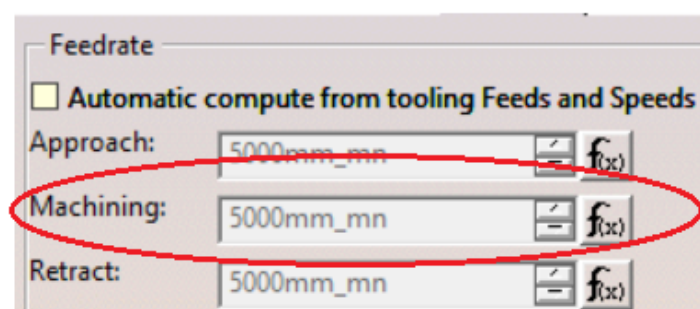 Feedrate
Automatic compute from tooling Feeds and Speeds
Approach: 5000mm_mn f(x)
Machining: 5000mm_mn f(x)
Retract: 5000mm_mn f(x)